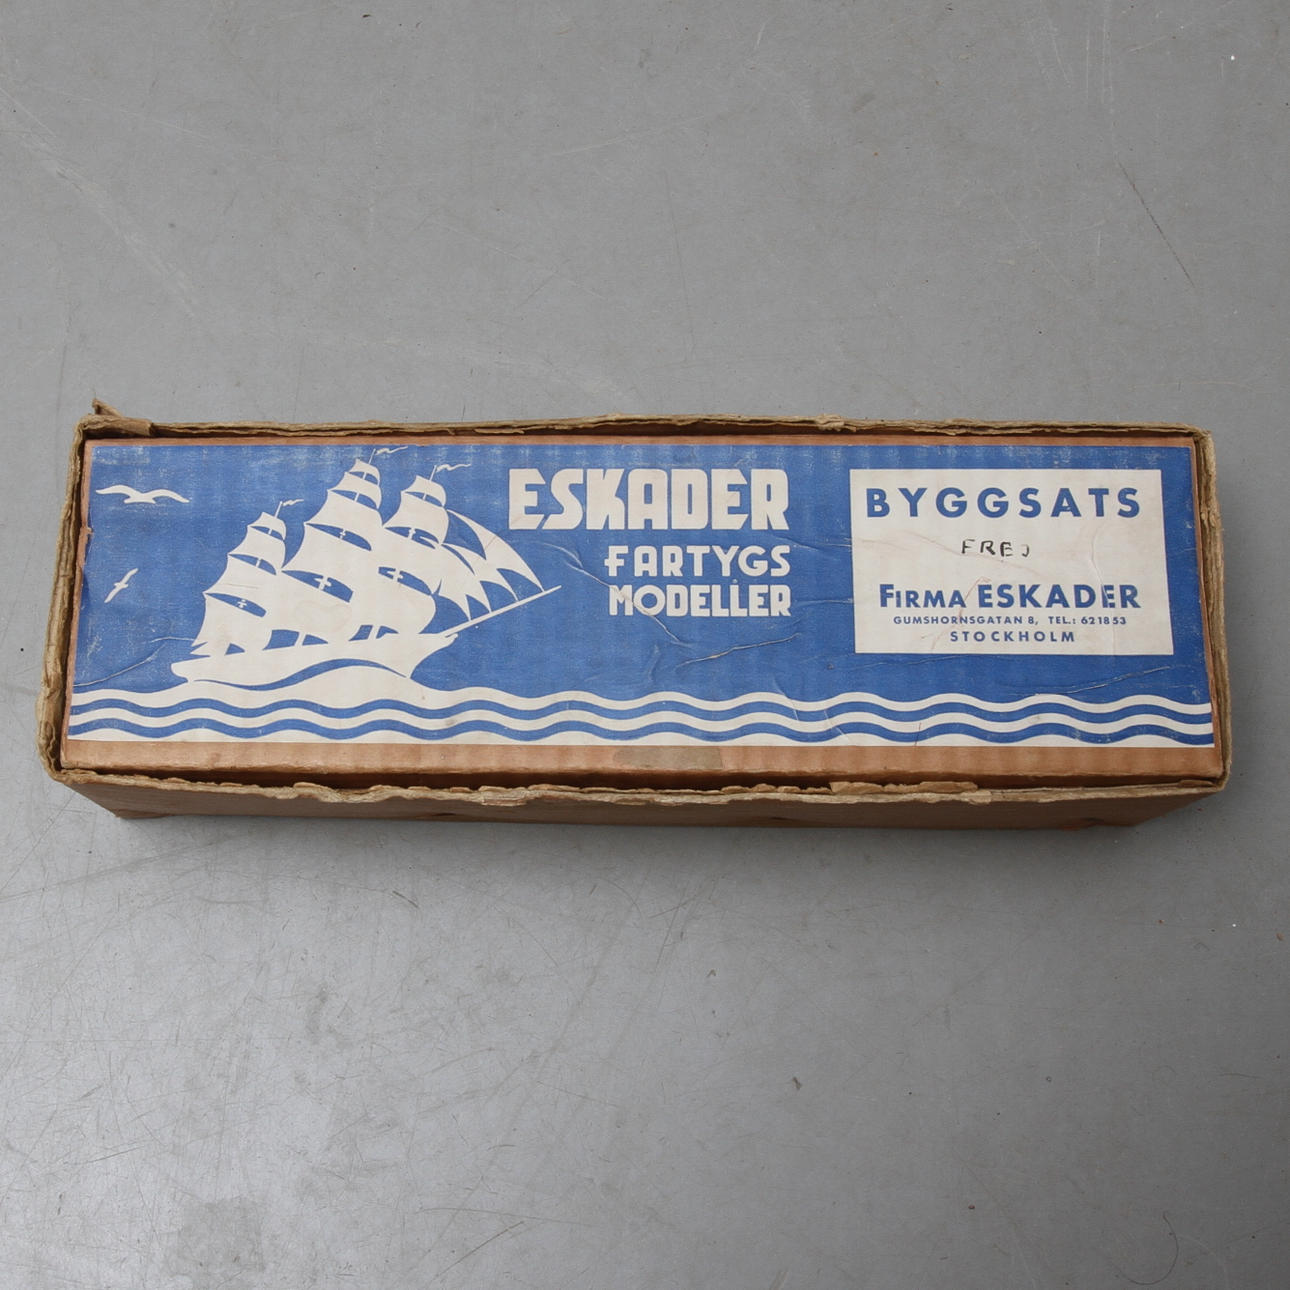 ESKADER
FARTYGS
MODELLER
BYGGSATS
FREJ
FIRMA ESKADER
GUMSHORNSGATAN 8, TEL.: 621853
STOCKHOLM